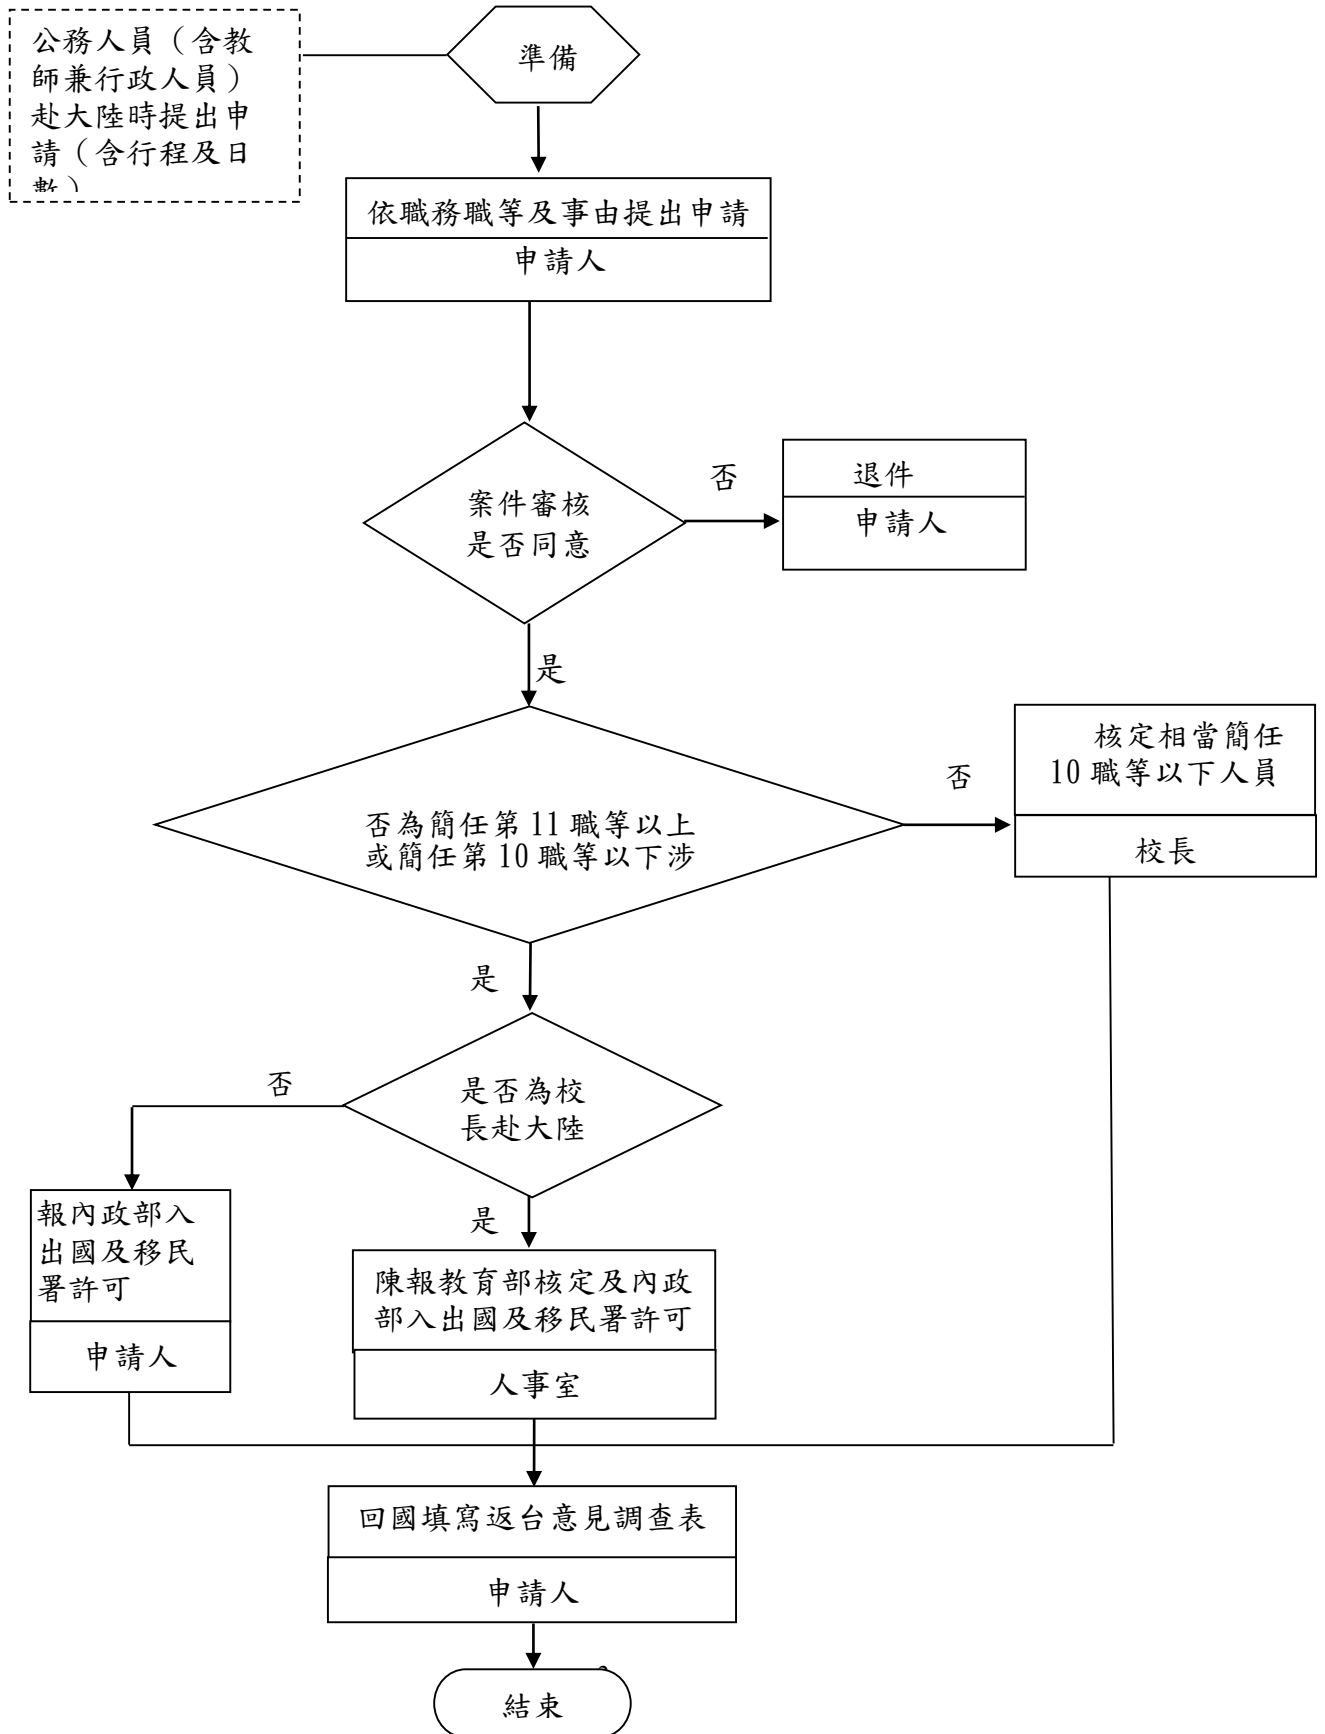 公務人員（含教
師兼行政人員）
赴大陸時提出申
請（含行程及日
數）
準備
依職務職等及事由提出申請
申請人
案件審核
是否同意
否
退件
申請人
是
否為簡任第11職等以上
或簡任第10職等以下涉
否
核定相當簡任
10職等以下人員
校長
是
是否為校
長赴大陸
否
報內政部入
出國及移民
署許可
申請人
是
陳報教育部核定及內政
部入出國及移民署許可
人事室
回國填寫返台意見調查表
申請人
結束